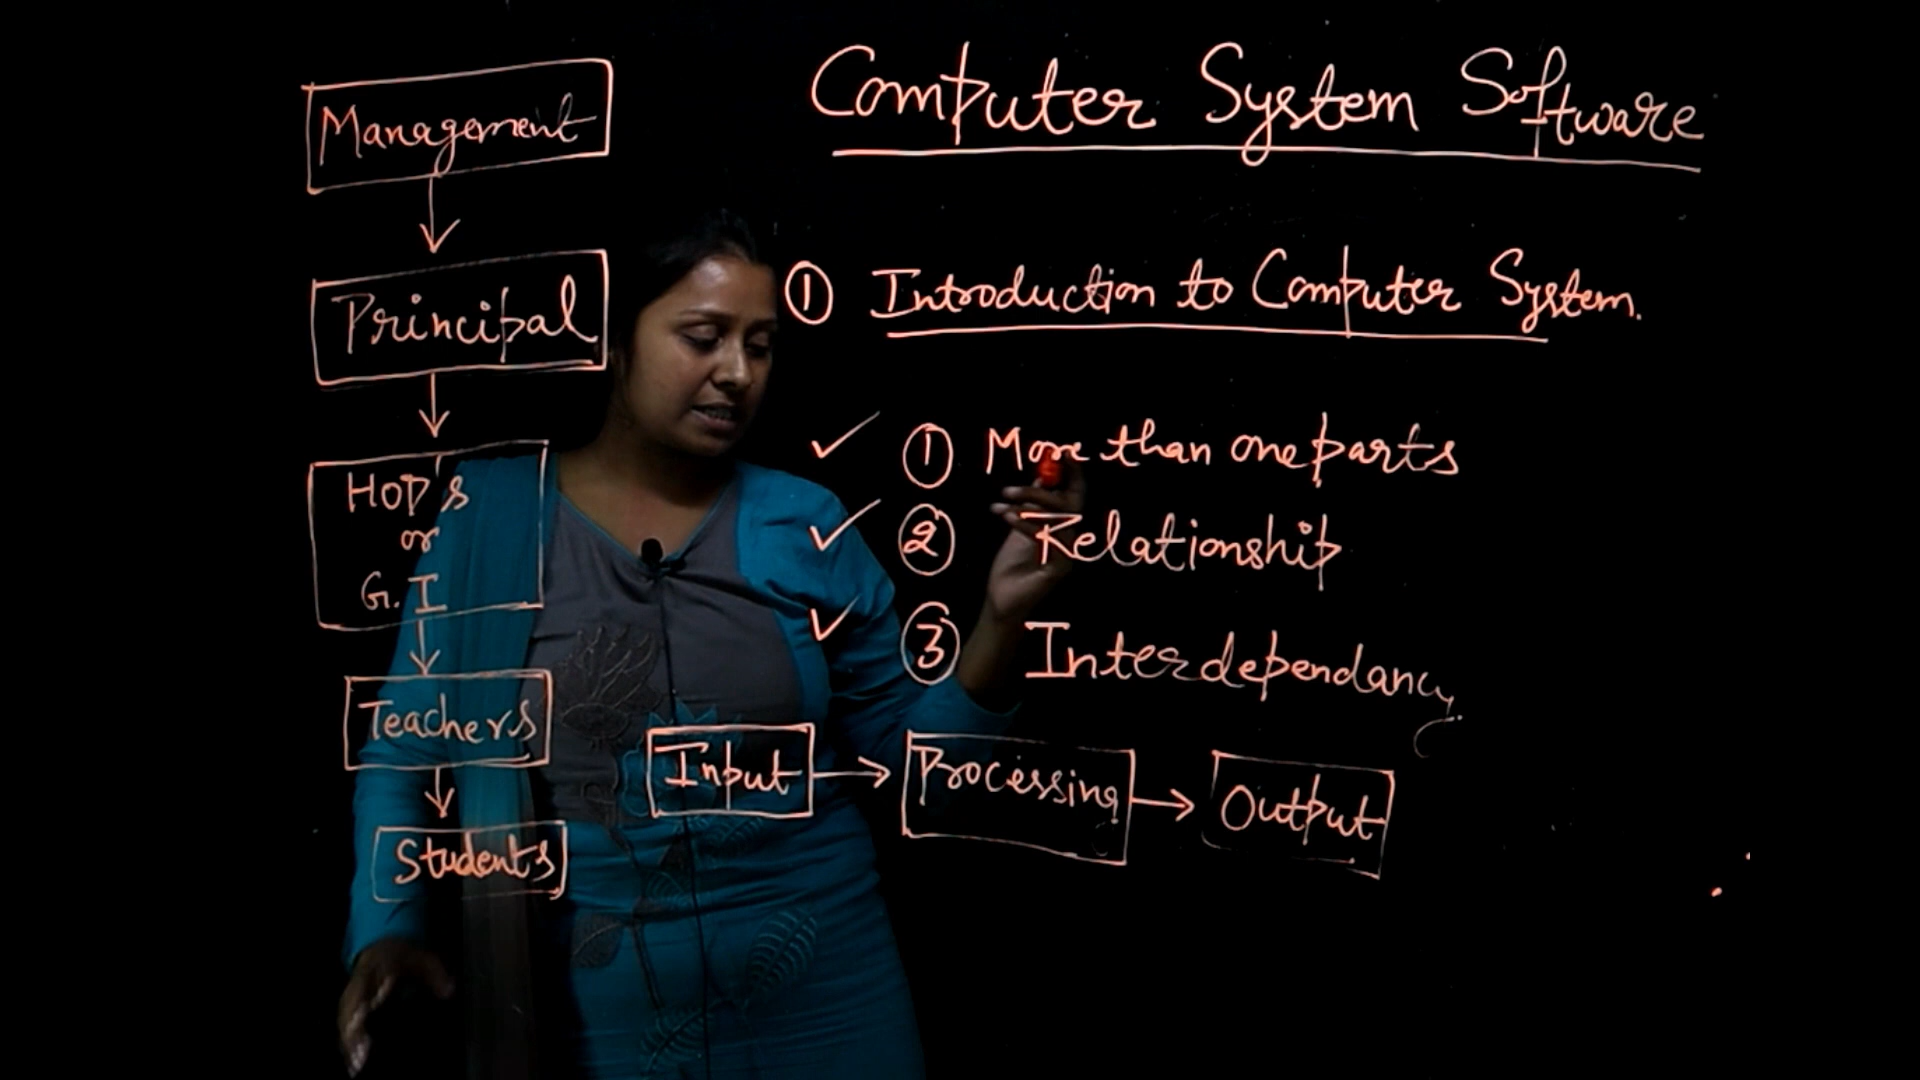 Computer System Software
① Introduction to Computer System.
① More than one parts
② Relationship
③ Interdependancy
Input → Processing → Output
Management
Principal
HOD's
or
G.I
Teachers
Students